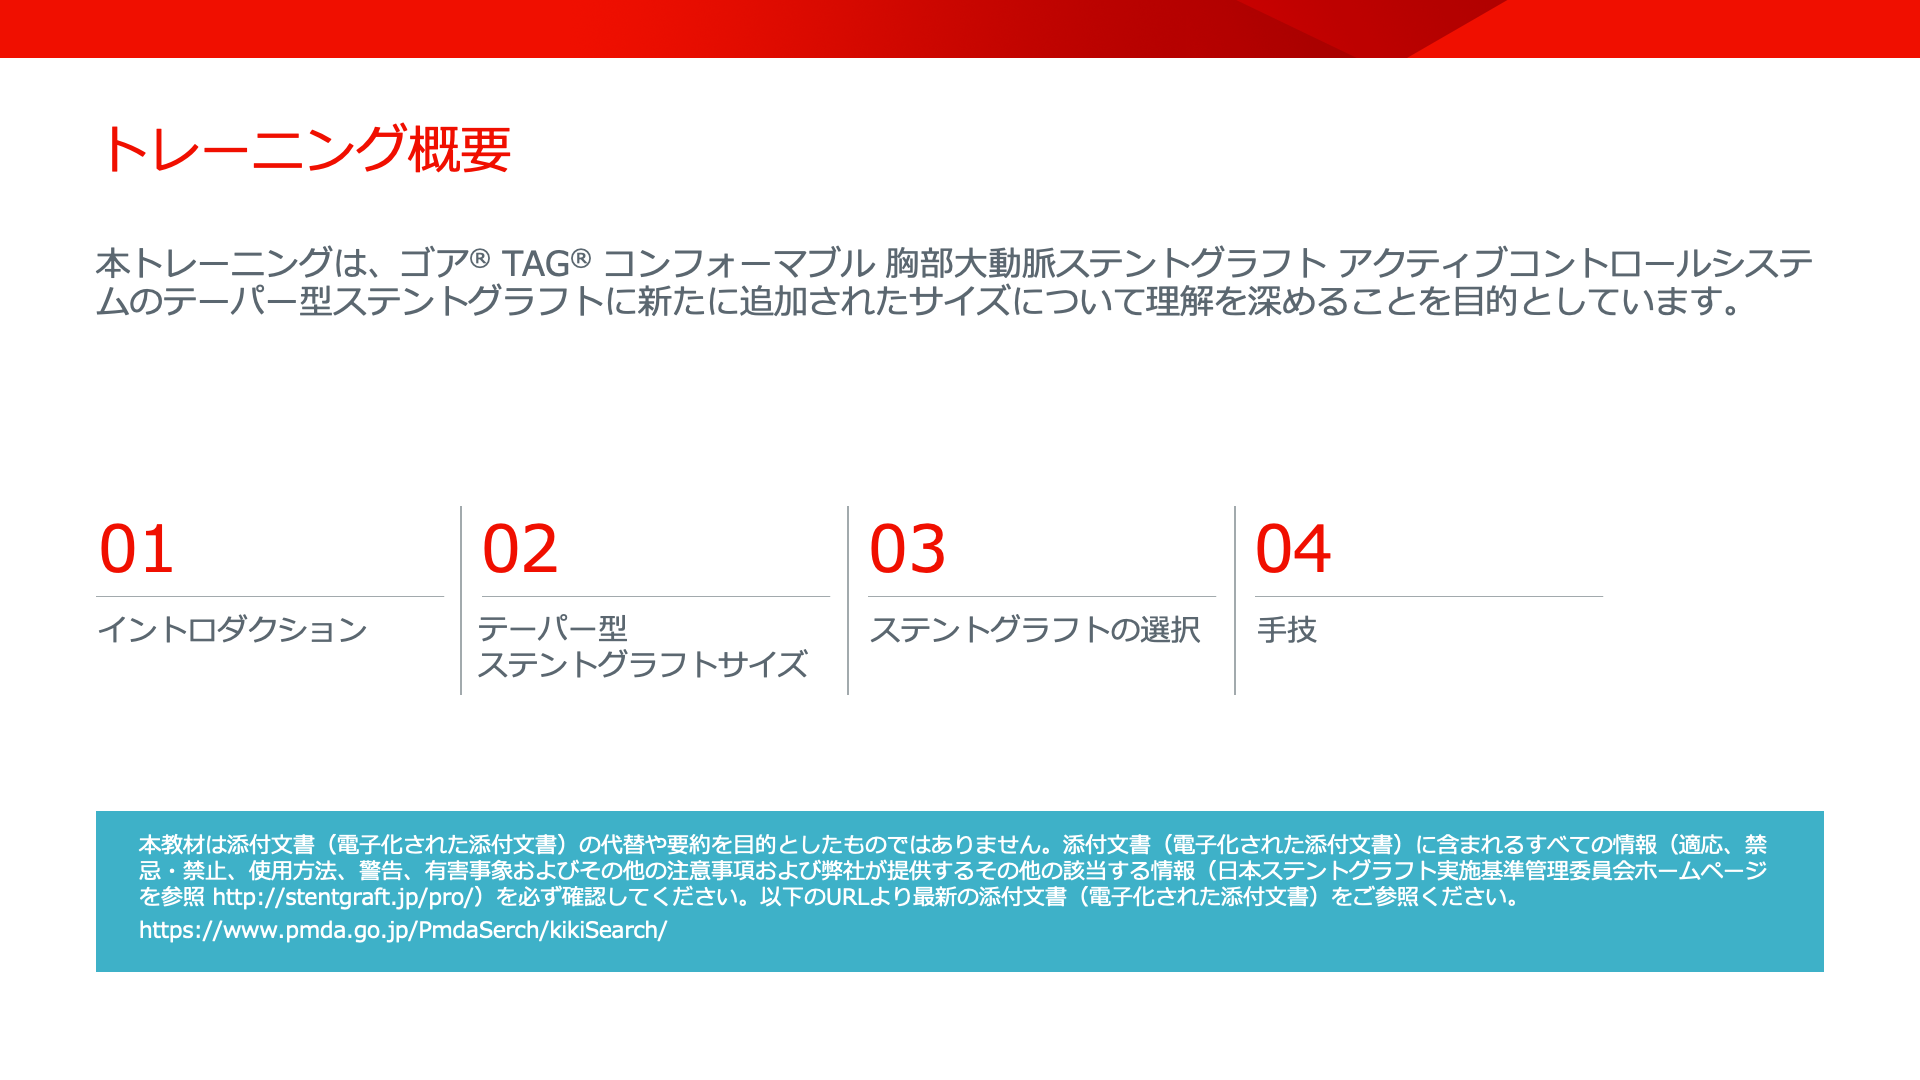 トレーニング概要
本トレーニングは、ゴア® TAG® コンフォーマブル 胸部大動脈ステントグラフト アクティブコントロールシステ
ムのテーパー型ステントグラフトに新たに追加されたサイズについて理解を深めることを目的としています。
01
イントロダクション
02
テーパー型
ステントグラフトサイズ
03
ステントグラフトの選択
04
手技
本教材は添付文書（電子化された添付文書）の代替や要約を目的としたものではありません。添付文書（電子化された添付文書）に含まれるすべての情報（適応、禁
忌・禁止、使用方法、警告、有害事象およびその他の注意事項および弊社が提供するその他の該当する情報（日本ステントグラフト実施基準管理委員会ホームページ
を参照 http://stentgraft.jp/pro/）を必ず確認してください。以下のURLより最新の添付文書（電子化された添付文書）をご参照ください。
https://www.pmda.go.jp/PmdaSerch/kikiSearch/